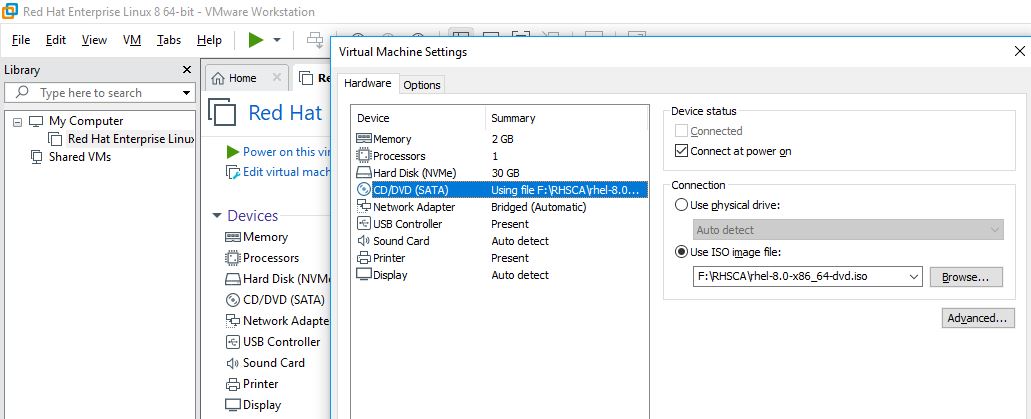 Red Hat Enterprise Linux 8 64-bit - VMware Workstation
File Edit View VM Tabs Help
Library
Type here to search
My Computer
Red Hat Enterprise Linux
Shared VMs
Home
Re
Red Hat
Power on this vir
Edit virtual mach
Devices
Memory
Processors
Hard Disk (NVMe
CD/DVD (SATA)
Network Adapte
USB Controller
Sound Card
Printer
Display
Virtual Machine Settings
Hardware Options
Device Summary
Memory 2 GB
Processors 1
Hard Disk (NVMe) 30 GB
CD/DVD (SATA) Using file F:\RHSCA\rhel-8.0...
Network Adapter Bridged (Automatic)
USB Controller Present
Sound Card Auto detect
Printer Present
Display Auto detect
Device status
Connected
Connect at power on
Connection
Use physical drive:
Auto detect
Use ISO image file:
F:\RHSCA\rhel-8.0-x86_64-dvd.iso
Browse...
Advanced...